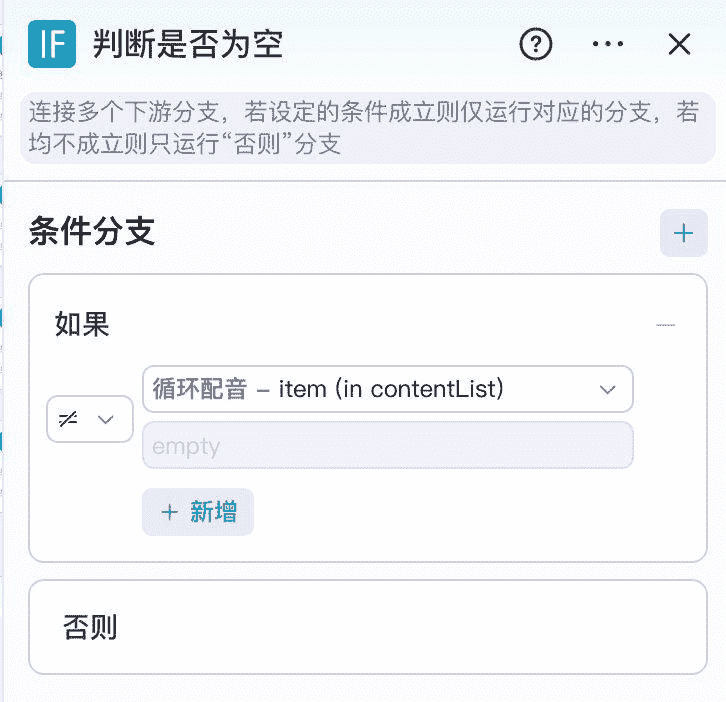 IF 判断是否为空
连接多个下游分支，若设定的条件成立则仅运行对应的分支，若
均不成立则只运行“否则”分支
条件分支
如果
循环配音 – item (in contentList)
≠
empty
+ 新增
否则